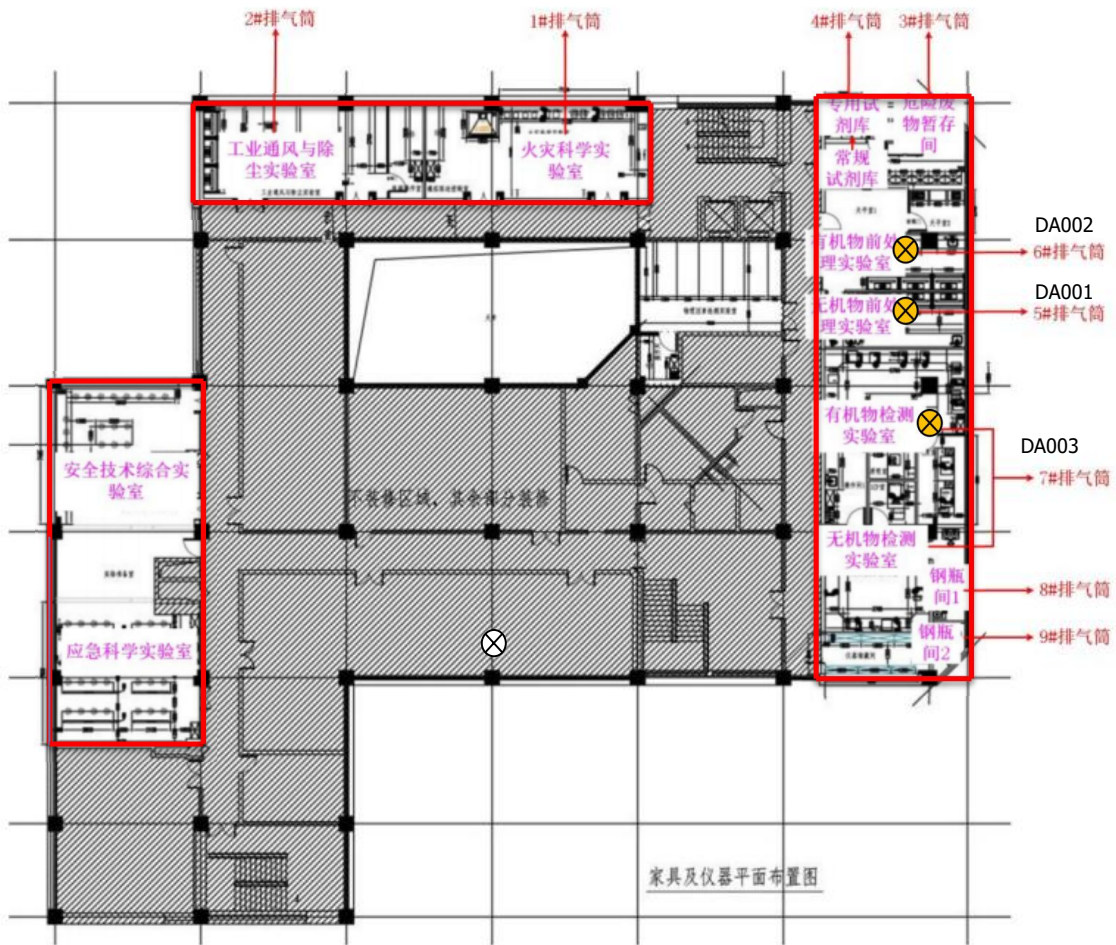 2#排气筒
1#排气筒
4#排气筒
3#排气筒
工业通风与除
尘实验室
火灾科学实
验室
专用试
剂库
危险废
物暂存
间
常规
试剂库
DA002
有机物前处
理实验室
6#排气筒
DA001
无机物前处
理实验室
5#排气筒
有机物检测
实验室
DA003
7#排气筒
安全技术综合实
验室
不装修区域，其余部分装修
无机物检测
实验室
钢瓶
间1
8#排气筒
应急科学实验室
钢瓶
间2
9#排气筒
家具及仪器平面布置图